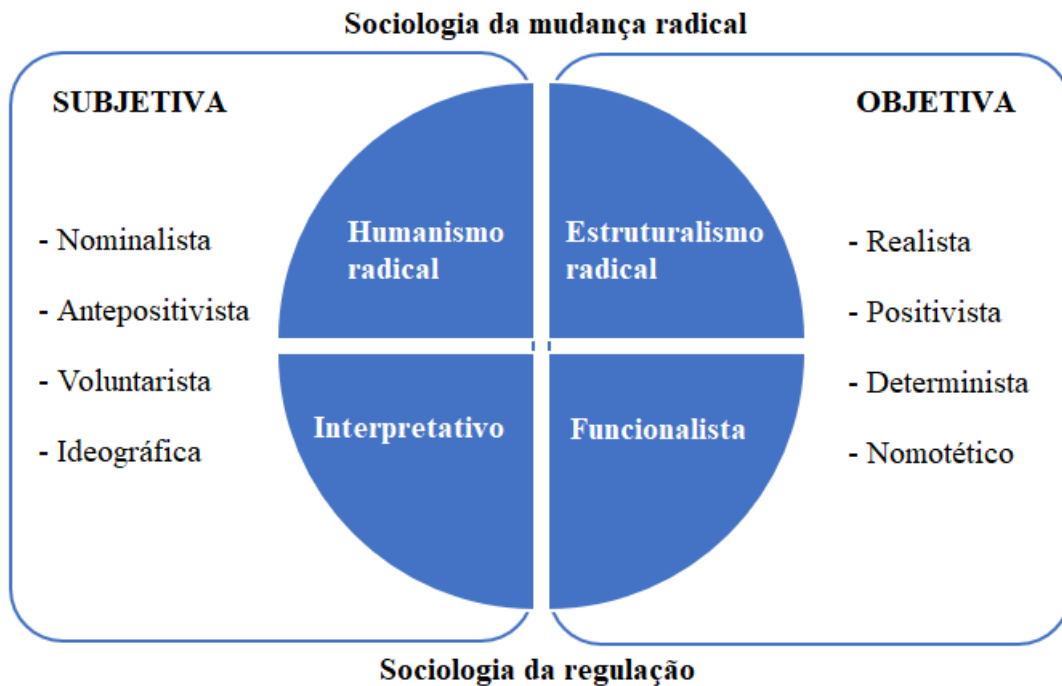 Sociologia da mudança radical
SUBJETIVA
- Nominalista
- Antepositivista
- Voluntarista
- Ideográfica
Humanismo
radical
Estruturalismo
radical
Interpretativo
Funcionalista
OBJETIVA
- Realista
- Positivista
- Determinista
- Nomotético
Sociologia da regulação